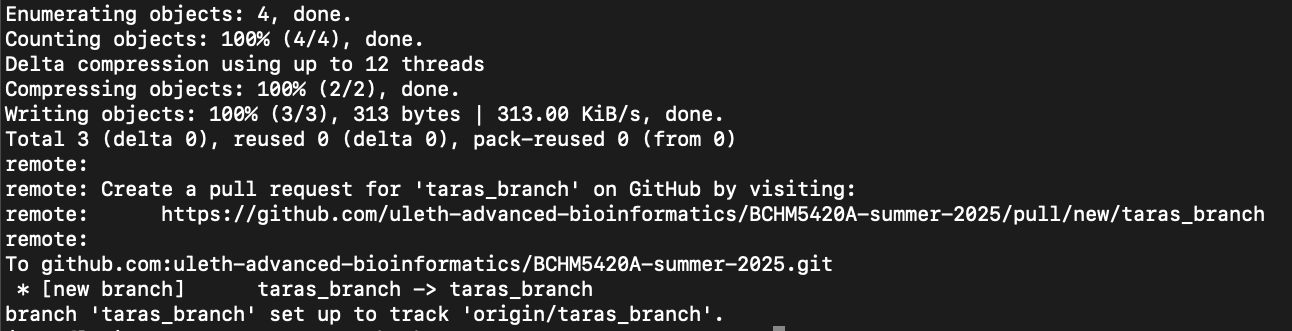 Enumerating objects: 4, done.
Counting objects: 100% (4/4), done.
Delta compression using up to 12 threads
Compressing objects: 100% (2/2), done.
Writing objects: 100% (3/3), 313 bytes | 313.00 KiB/s, done.
Total 3 (delta 0), reused 0 (delta 0), pack-reused 0 (from 0)
remote:
remote: Create a pull request for 'taras_branch' on GitHub by visiting:
remote:      https://github.com/uleth-advanced-bioinformatics/BCHM5420A-summer-2025/pull/new/taras_branch
remote:
To github.com:uleth-advanced-bioinformatics/BCHM5420A-summer-2025.git
 * [new branch]      taras_branch -> taras_branch
branch 'taras_branch' set up to track 'origin/taras_branch'.